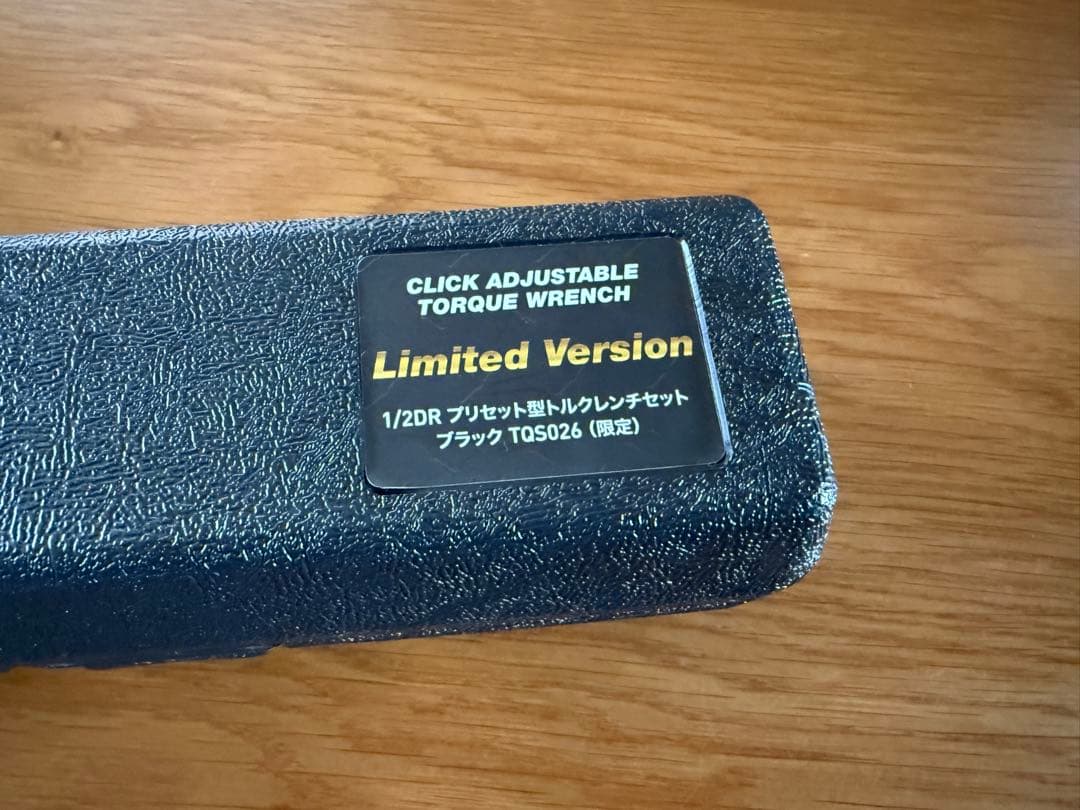 CLICK ADJUSTABLE
TORQUE WRENCH
Limited Version
1/2DR プリセット型トルクレンチセット
ブラック TQS026 (限定)